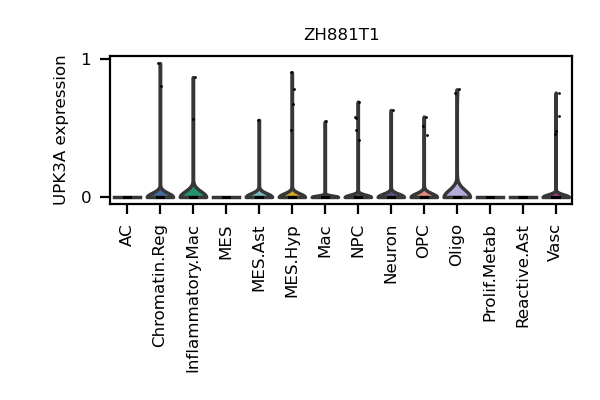 ZH881T1
UPK3A expression
1
0
AC
Chromatin.Reg
Inflammatory.Mac
MES
MES.Ast
MES.Hyp
Mac
NPC
Neuron
OPC
Oligo
Prolif.Metab
Reactive.Ast
Vasc